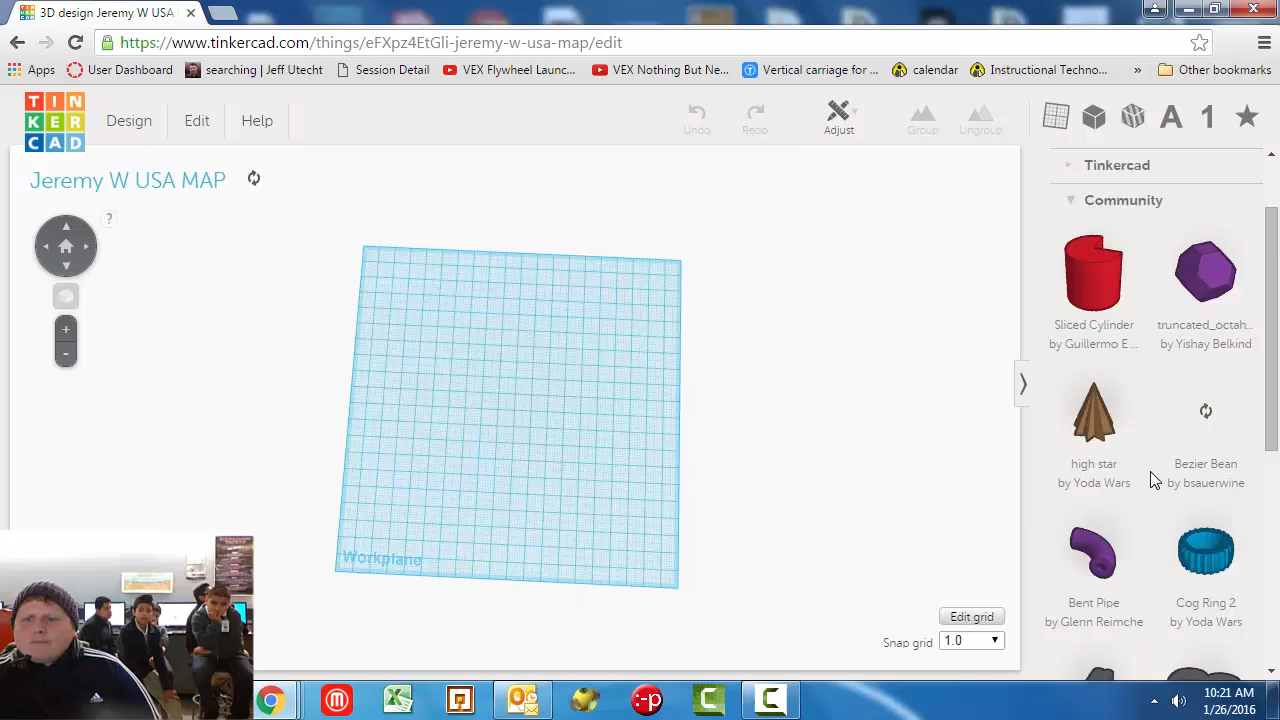 3D design Jeremy W USA M
https://www.tinkercad.com/things/eFXpz4EtGli-jeremy-w-usa-map/edit
Apps User Dashboard searching | Jeff Utecht Session Detail VEX Flywheel Launc... VEX Nothing But Ne... Vertical carriage for ... calendar Instructional Techno... » Other bookmarks
TIN
KER
CAD
Design Edit Help Undo Redo Adjust Group Ungroup A 1
Jeremy W USA MAP
?
+
-
Workplane
Edit grid
Snap grid 1.0
Tinkercad
Community
Sliced Cylinder
by Guillermo E...
truncated_octah...
by Yishay Belkind
high star
by Yoda Wars
Bezier Bean
by bsauerwine
Bent Pipe
by Glenn Reimche
Cog Ring 2
by Yoda Wars
10:21 AM
1/26/2016